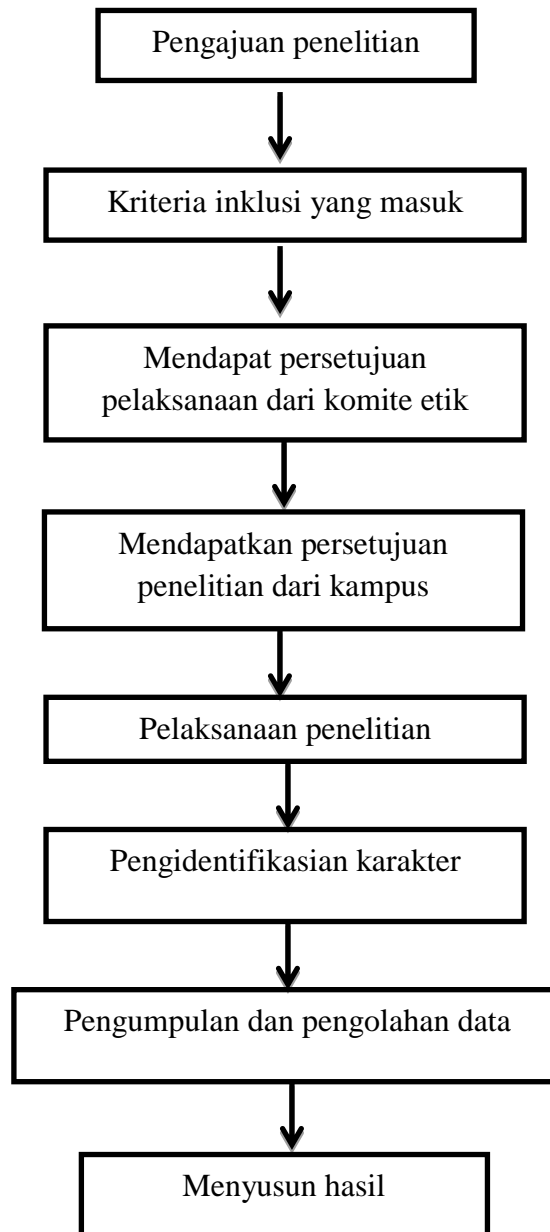 Pengajuan penelitian
Kriteria inklusi yang masuk
Mendapat persetujuan
pelaksanaan dari komite etik
Mendapatkan persetujuan
penelitian dari kampus
Pelaksanaan penelitian
Pengidentifikasian karakter
Pengumpulan dan pengolahan data
Menyusun hasil